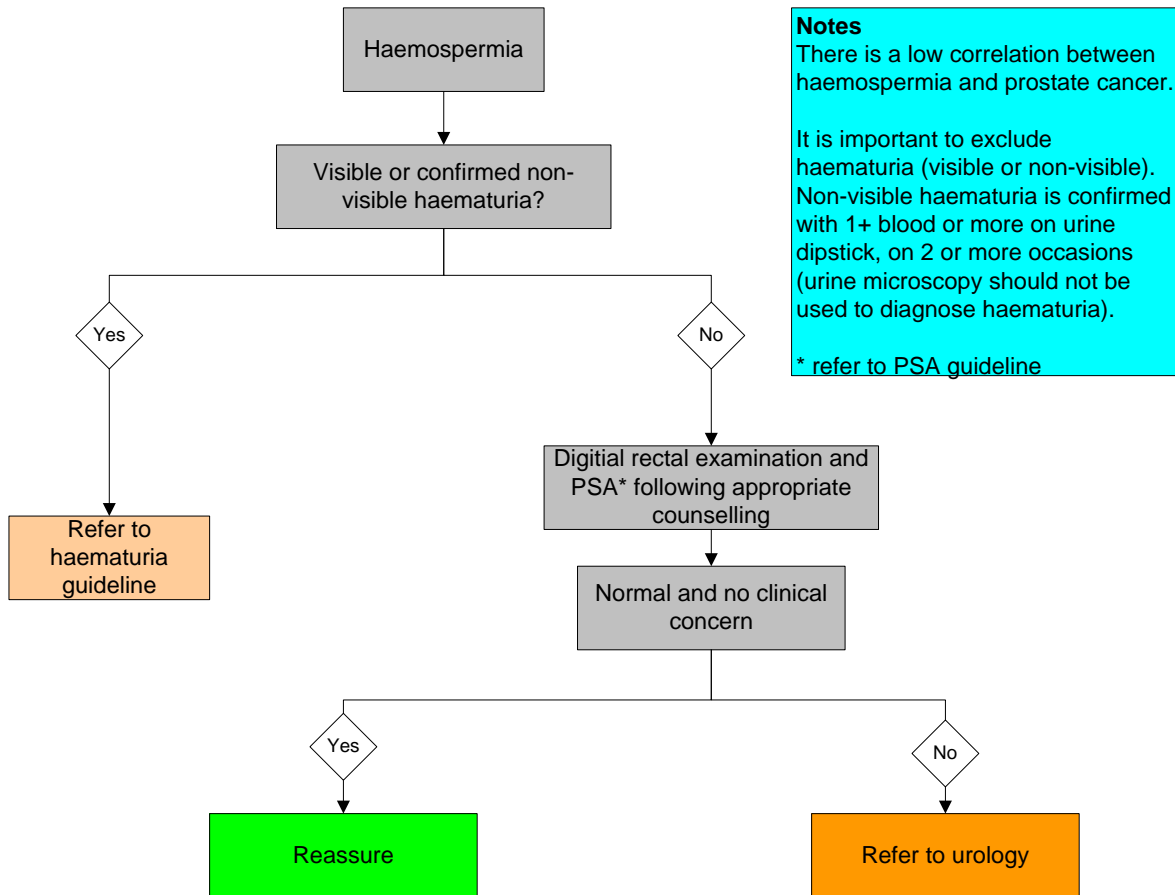 Haemospermia
Visible or confirmed non-
visible haematuria?
Yes
No
Refer to
haematuria
guideline
Digitial rectal examination and
PSA* following appropriate
counselling
Normal and no clinical
concern
Yes
No
Reassure
Refer to urology
Notes
There is a low correlation between
haemospermia and prostate cancer.
It is important to exclude
haematuria (visible or non-visible).
Non-visible haematuria is confirmed
with 1+ blood or more on urine
dipstick, on 2 or more occasions
(urine microscopy should not be
used to diagnose haematuria).
* refer to PSA guideline